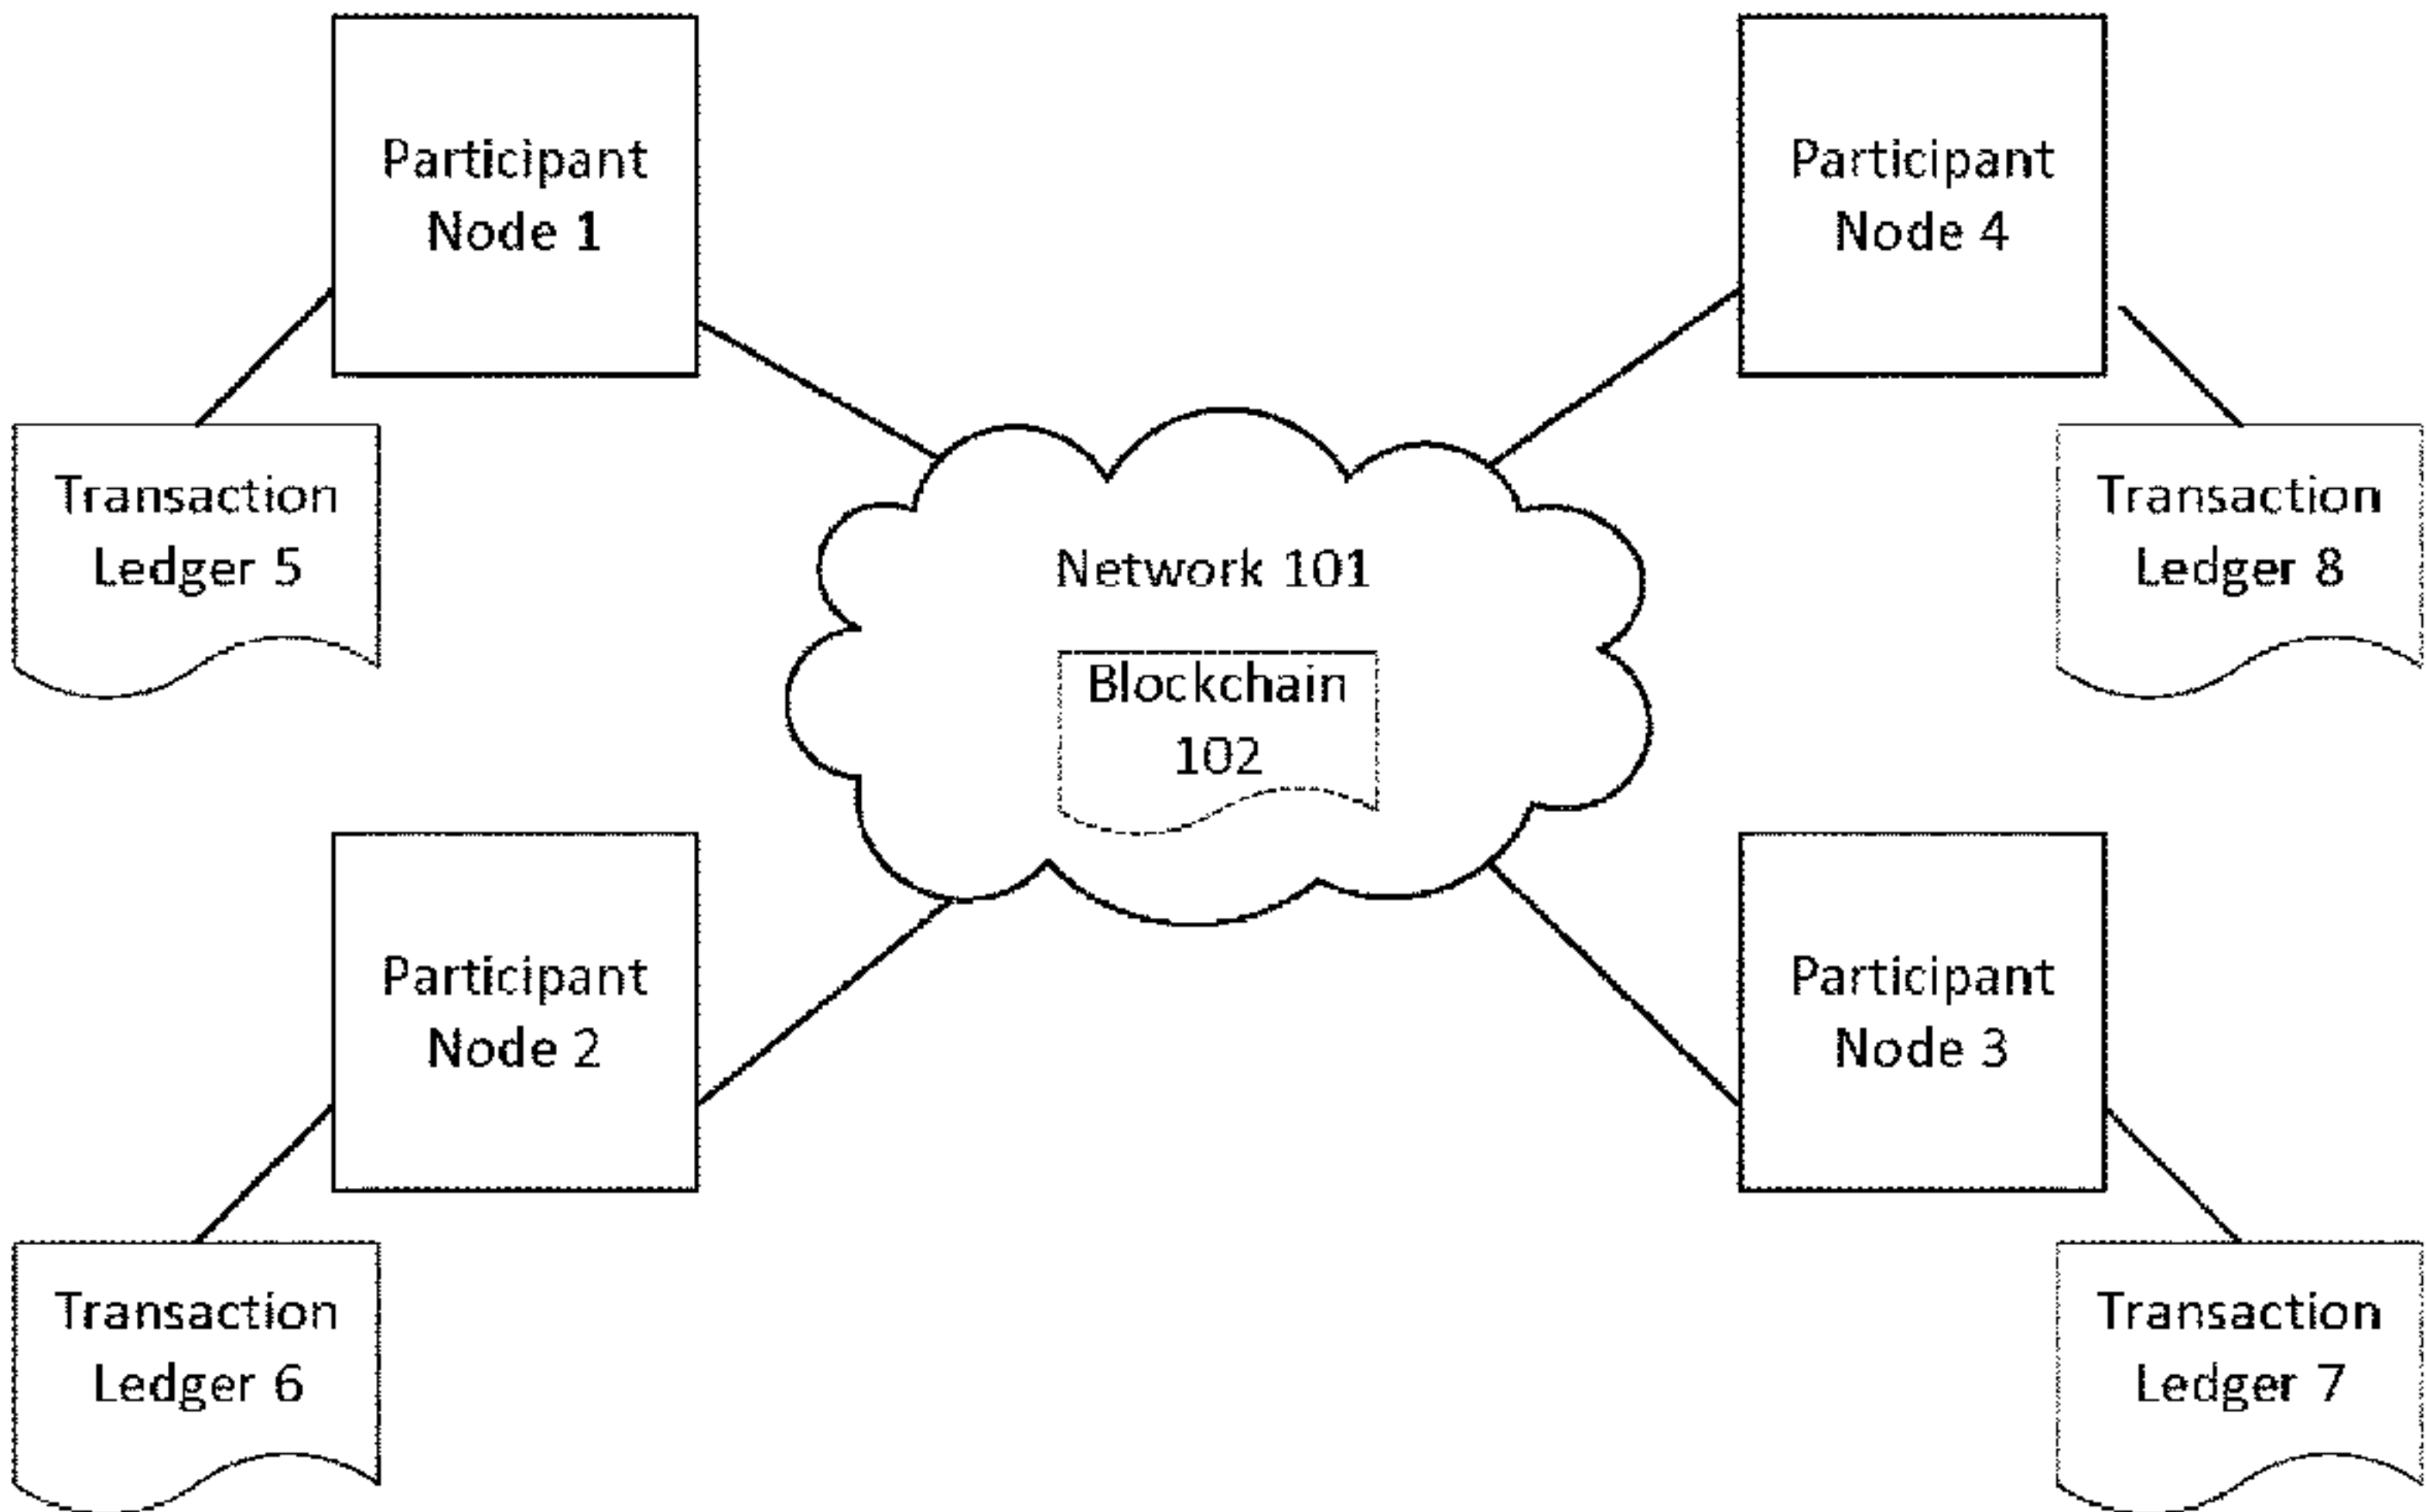 Participant
Node 1
Participant
Node 4
Transaction
Ledger 5
Network 101
Blockchain
102
Transaction
Ledger 8
Participant
Node 2
Participant
Node 3
Transaction
Ledger 6
Transaction
Ledger 7